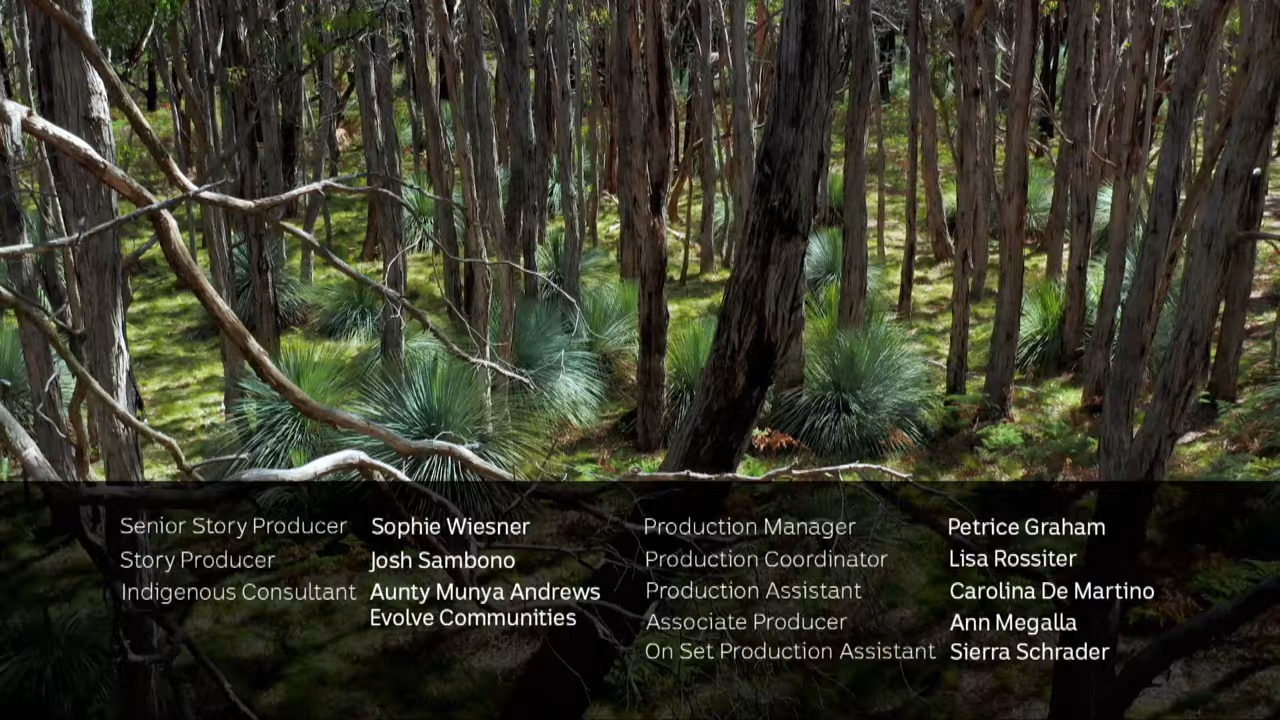 Senior Story Producer Sophie Wiesner
Story Producer Josh Sambono
Indigenous Consultant Aunty Munya Andrews
Evolve Communities
Production Manager Petrice Graham
Production Coordinator Lisa Rossiter
Production Assistant Carolina De Martino
Associate Producer Ann Megalla
On Set Production Assistant Sierra Schrader